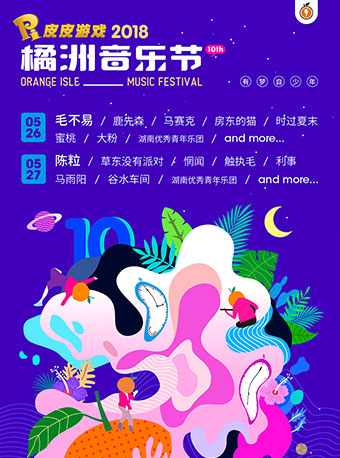 皮皮游戏 2018
橘洲音乐节 10th
ORANGE ISLE MUSIC FESTIVAL
有梦自少年
05 26
毛不易 / 鹿先森 / 马赛克 / 房东的猫 / 时过夏末
蜜桃 / 大粉 / 湖南优秀青年乐团 / and more...
05 27
陈粒 / 草东没有派对 / 惘闻 / 触执毛 / 利事
马雨阳 / 谷水车间 / 湖南优秀青年乐团 / and more...
10